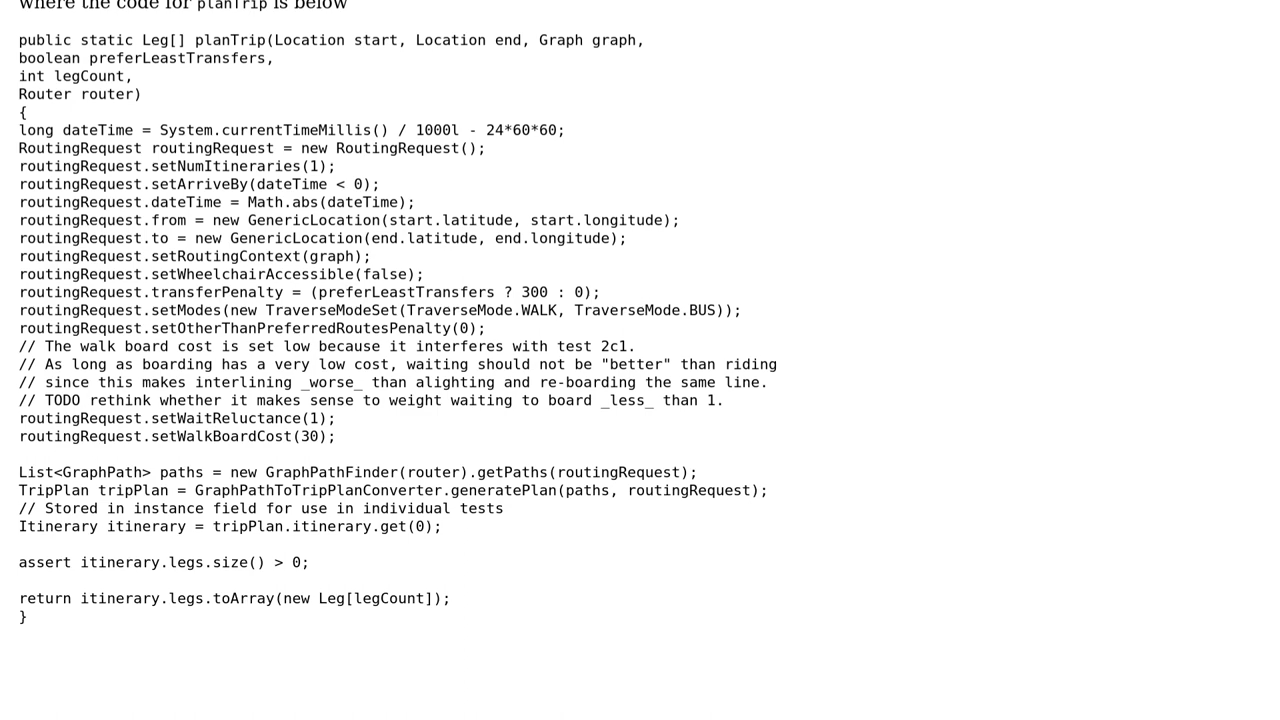 where the code for planTrip is below
public static Leg[] planTrip(Location start, Location end, Graph graph,
boolean preferLeastTransfers,
int legCount,
Router router)
{
long dateTime = System.currentTimeMillis() / 1000l - 24*60*60;
RoutingRequest routingRequest = new RoutingRequest();
routingRequest.setNumItineraries(1);
routingRequest.setArriveBy(dateTime < 0);
routingRequest.dateTime = Math.abs(dateTime);
routingRequest.from = new GenericLocation(start.latitude, start.longitude);
routingRequest.to = new GenericLocation(end.latitude, end.longitude);
routingRequest.setRoutingContext(graph);
routingRequest.setWheelchairAccessible(false);
routingRequest.transferPenalty = (preferLeastTransfers ? 300 : 0);
routingRequest.setModes(new TraverseModeSet(TraverseMode.WALK, TraverseMode.BUS));
routingRequest.setOtherThanPreferredRoutesPenalty(0);
// The walk board cost is set low because it interferes with test 2c1.
// As long as boarding has a very low cost, waiting should not be "better" than riding
// since this makes interlining _worse_ than alighting and re-boarding the same line.
// TODO rethink whether it makes sense to weight waiting to board _less_ than 1.
routingRequest.setWaitReluctance(1);
routingRequest.setWalkBoardCost(30);
List<GraphPath> paths = new GraphPathFinder(router).getPaths(routingRequest);
TripPlan tripPlan = GraphPathToTripPlanConverter.generatePlan(paths, routingRequest);
// Stored in instance field for use in individual tests
Itinerary itinerary = tripPlan.itinerary.get(0);
assert itinerary.legs.size() > 0;
return itinerary.legs.toArray(new Leg[legCount]);
}